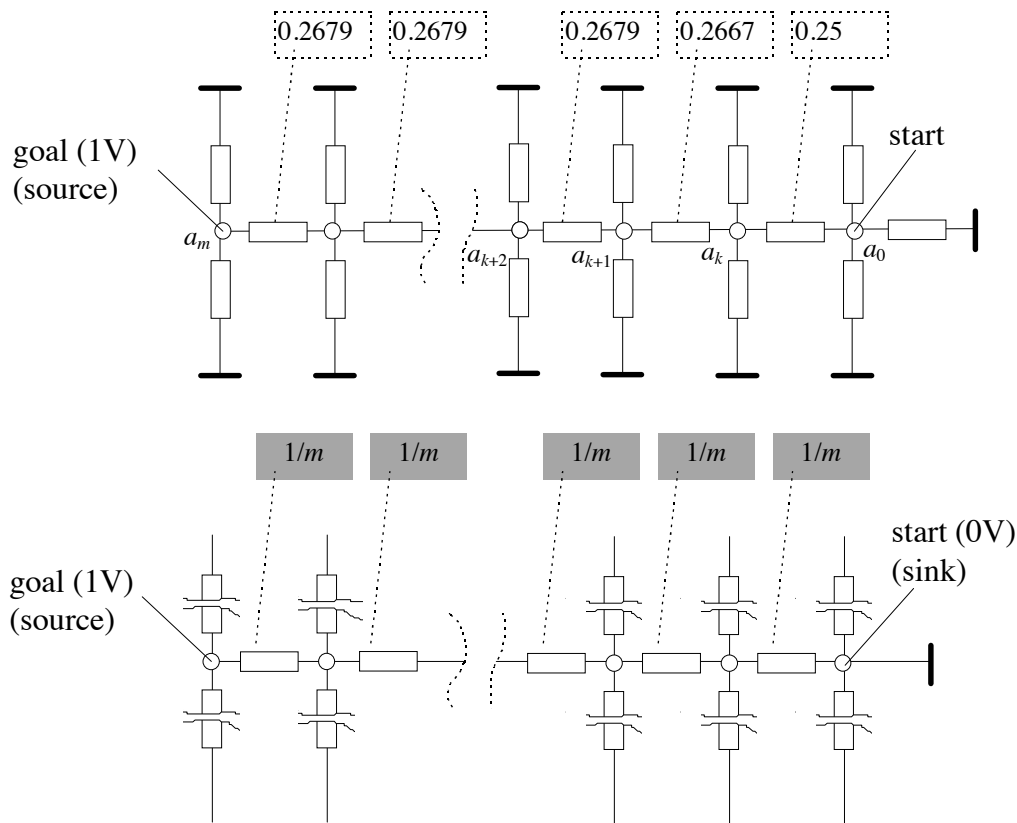 0.2679 0.2679 0.2679 0.2667 0.25
goal (1V)
(source)
start
a_m a_{k+2} a_{k+1} a_k a_0
1/m 1/m 1/m 1/m 1/m
goal (1V)
(source)
start (0V)
(sink)